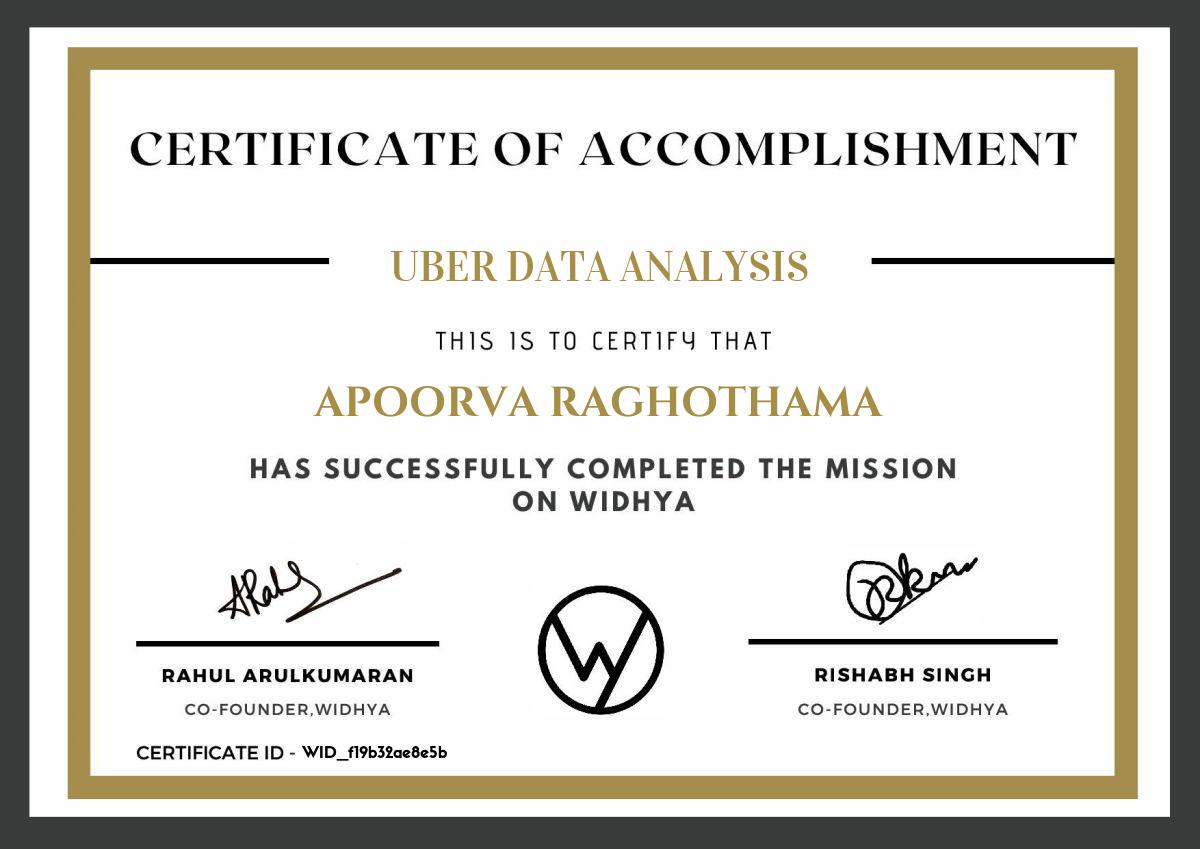 CERTIFICATE OF ACCOMPLISHMENT
UBER DATA ANALYSIS
THIS IS TO CERTIFY THAT
APOORVA RAGHOTHAMA
HAS SUCCESSFULLY COMPLETED THE MISSION
ON WIDHYA
RAHUL ARULKUMARAN
CO-FOUNDER,WIDHYA
RISHABH SINGH
CO-FOUNDER,WIDHYA
CERTIFICATE ID - WID_f19b32ae8e5b